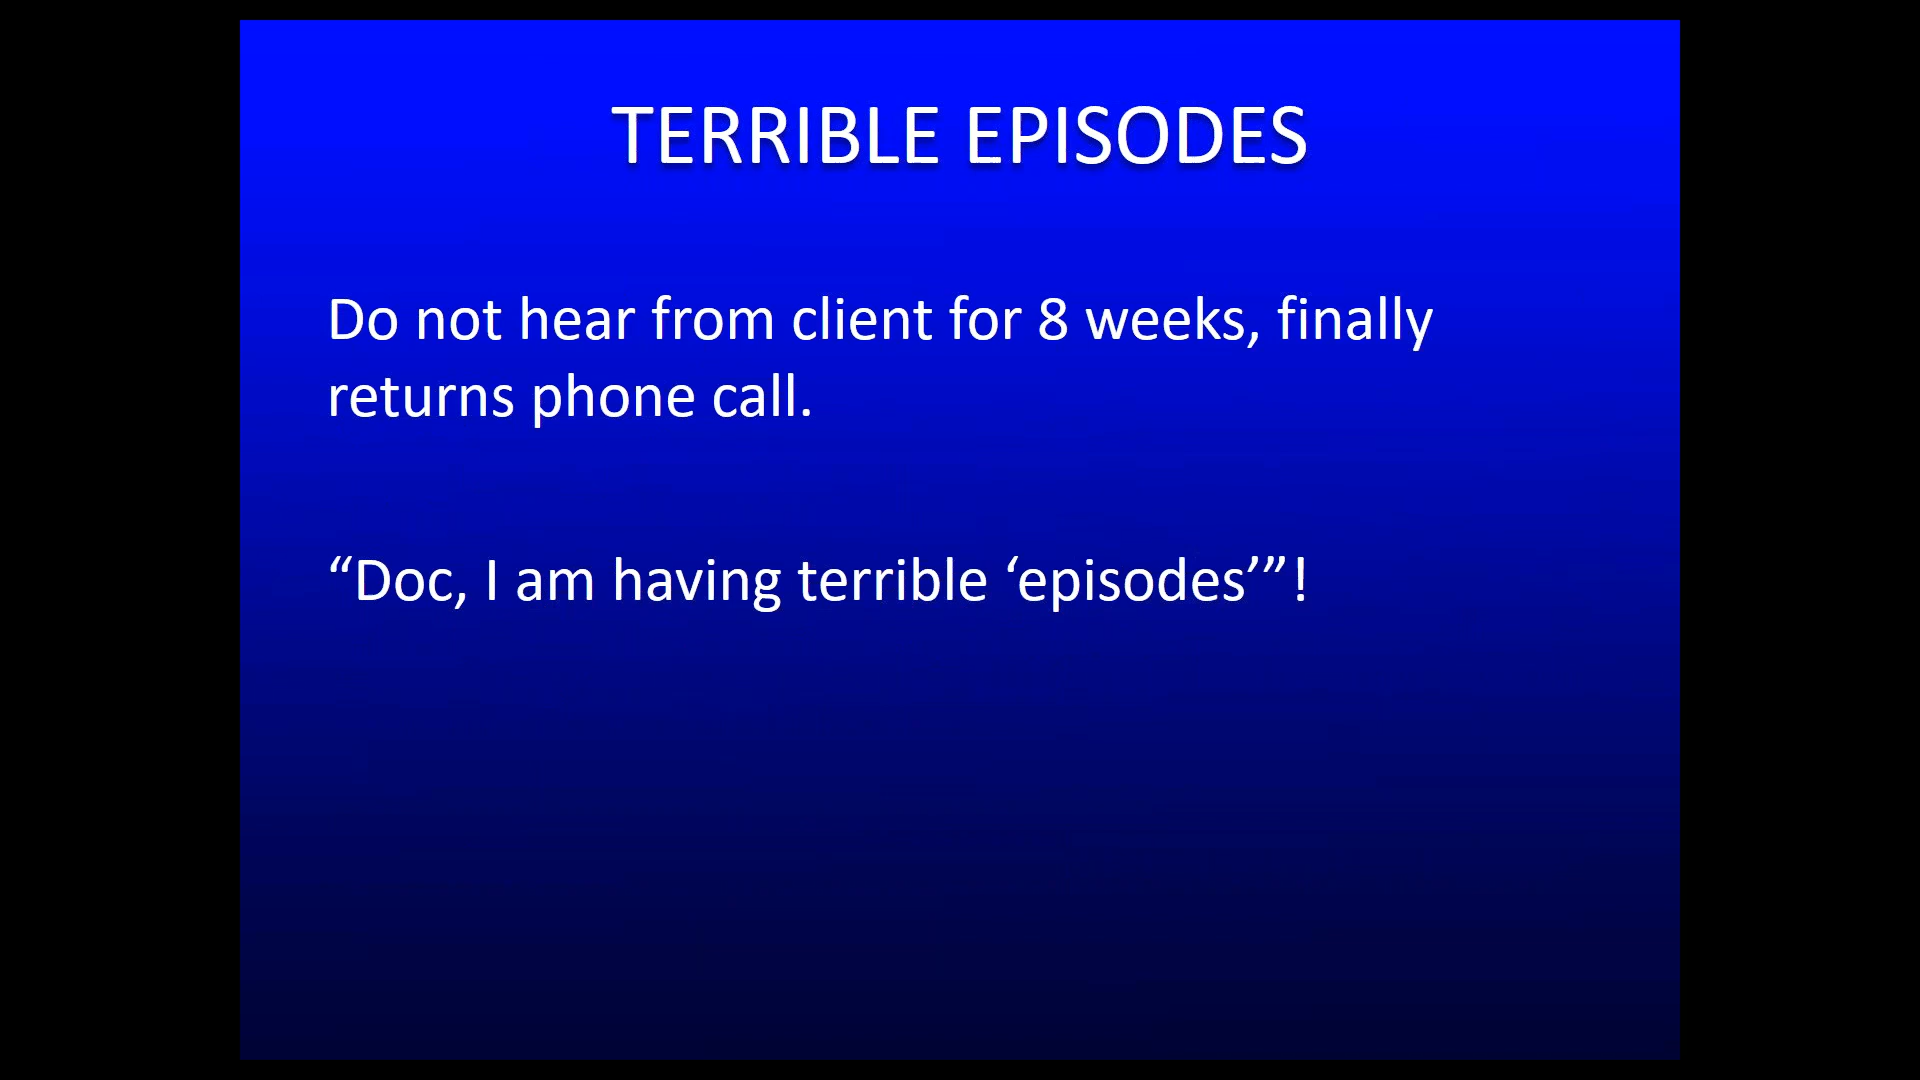 TERRIBLE EPISODES
Do not hear from client for 8 weeks, finally
returns phone call.
“Doc, I am having terrible ‘episodes’”!